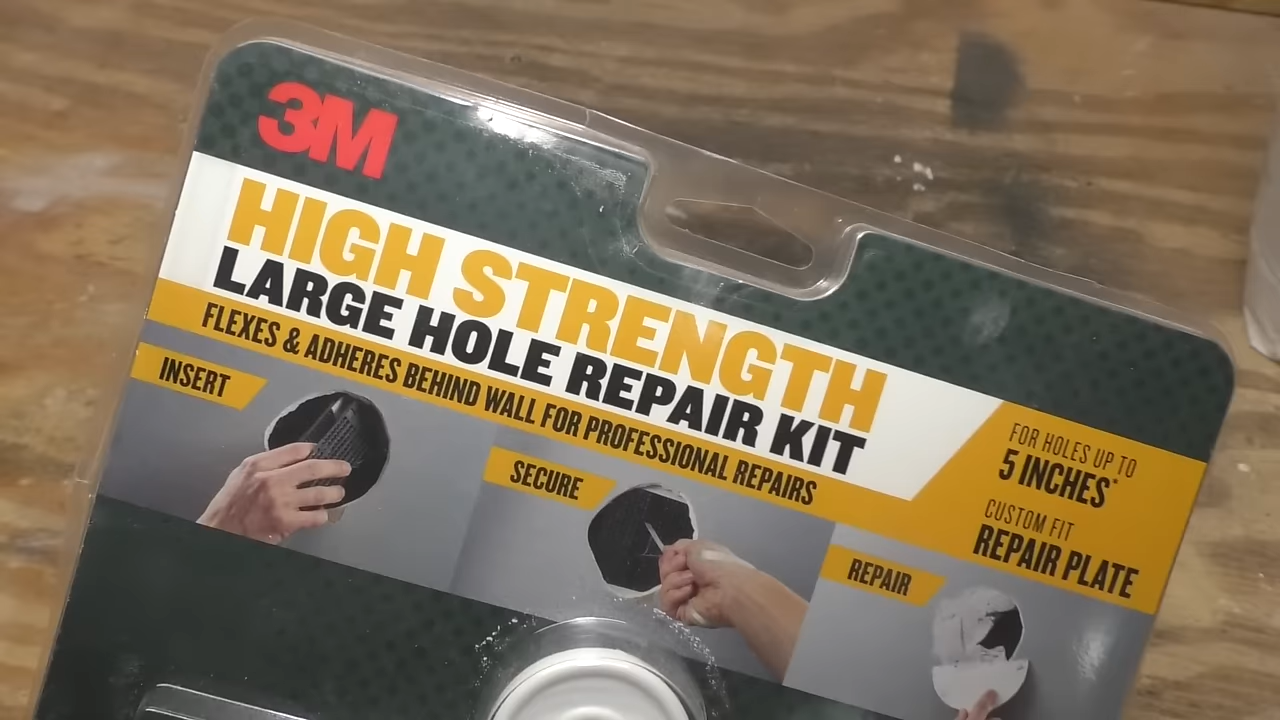 3M
HIGH STRENGTH
LARGE HOLE REPAIR KIT
FLEXES & ADHERES BEHIND WALL FOR PROFESSIONAL REPAIRS
INSERT
SECURE
REPAIR
FOR HOLES UP TO
5 INCHES*
CUSTOM FIT
REPAIR PLATE